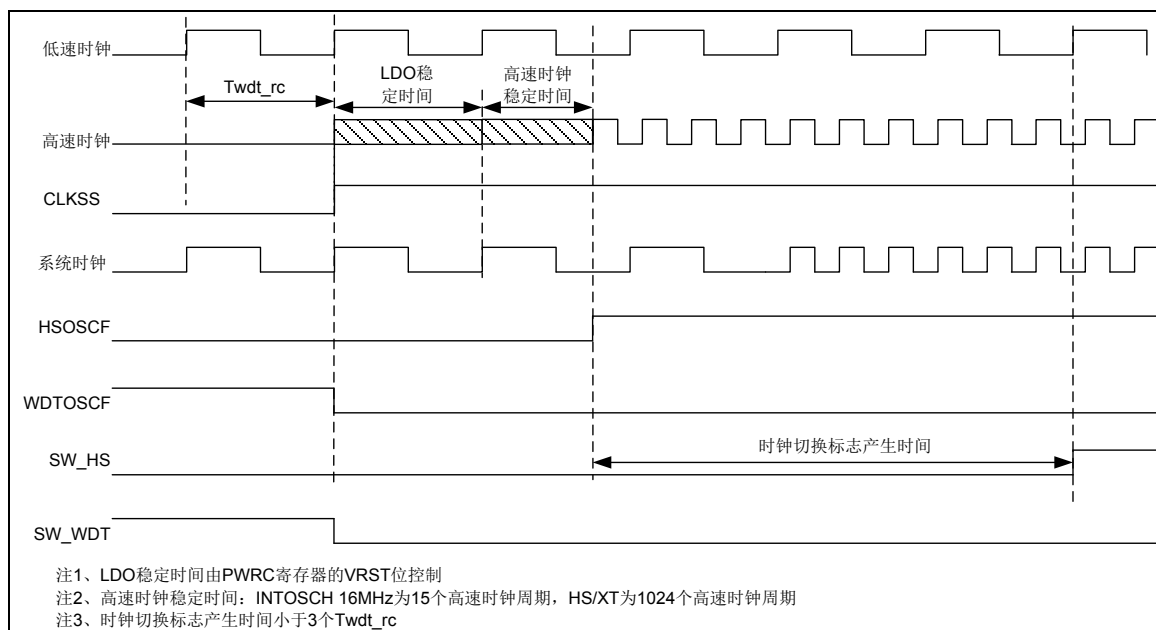 低速时钟
Twdt_rc
LDO稳
定时间
高速时钟
稳定时间
高速时钟
CLKSS
系统时钟
HSOSCF
WDTOSCF
时钟切换标志产生时间
SW_HS
SW_WDT
注1、LDO稳定时间由PWRC寄存器的VRST位控制
注2、高速时钟稳定时间：INTOSCH 16MHz为15个高速时钟周期，HS/XT为1024个高速时钟周期
注3、时钟切换标志产生时间小于3个Twdt_rc